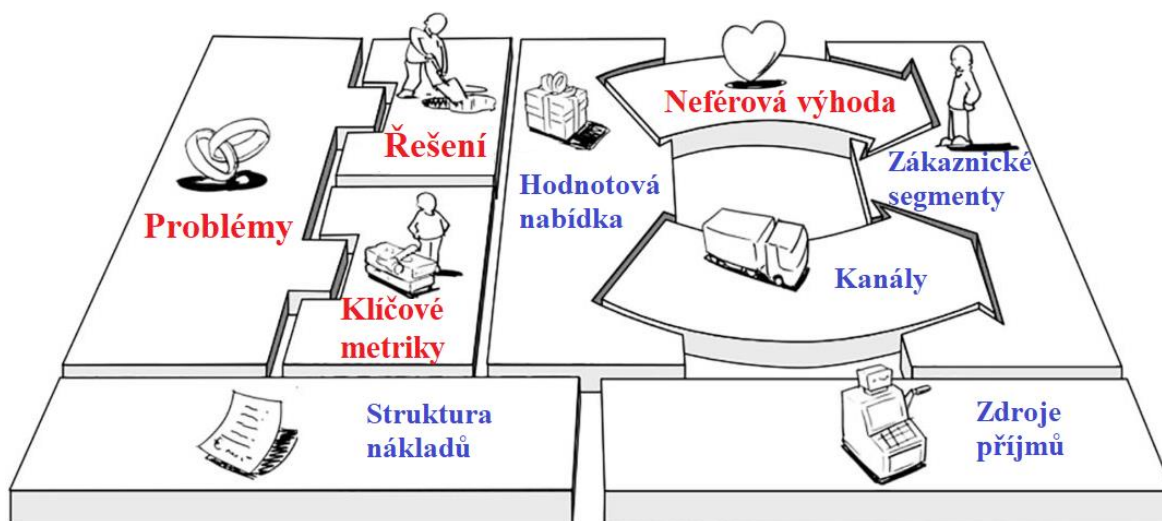 Problémy
Řešení
Klíčové
metriky
Hodnotová
nabídka
Neférová výhoda
Kanály
Zákaznické
segmenty
Struktura
nákladů
Zdroje
příjmů